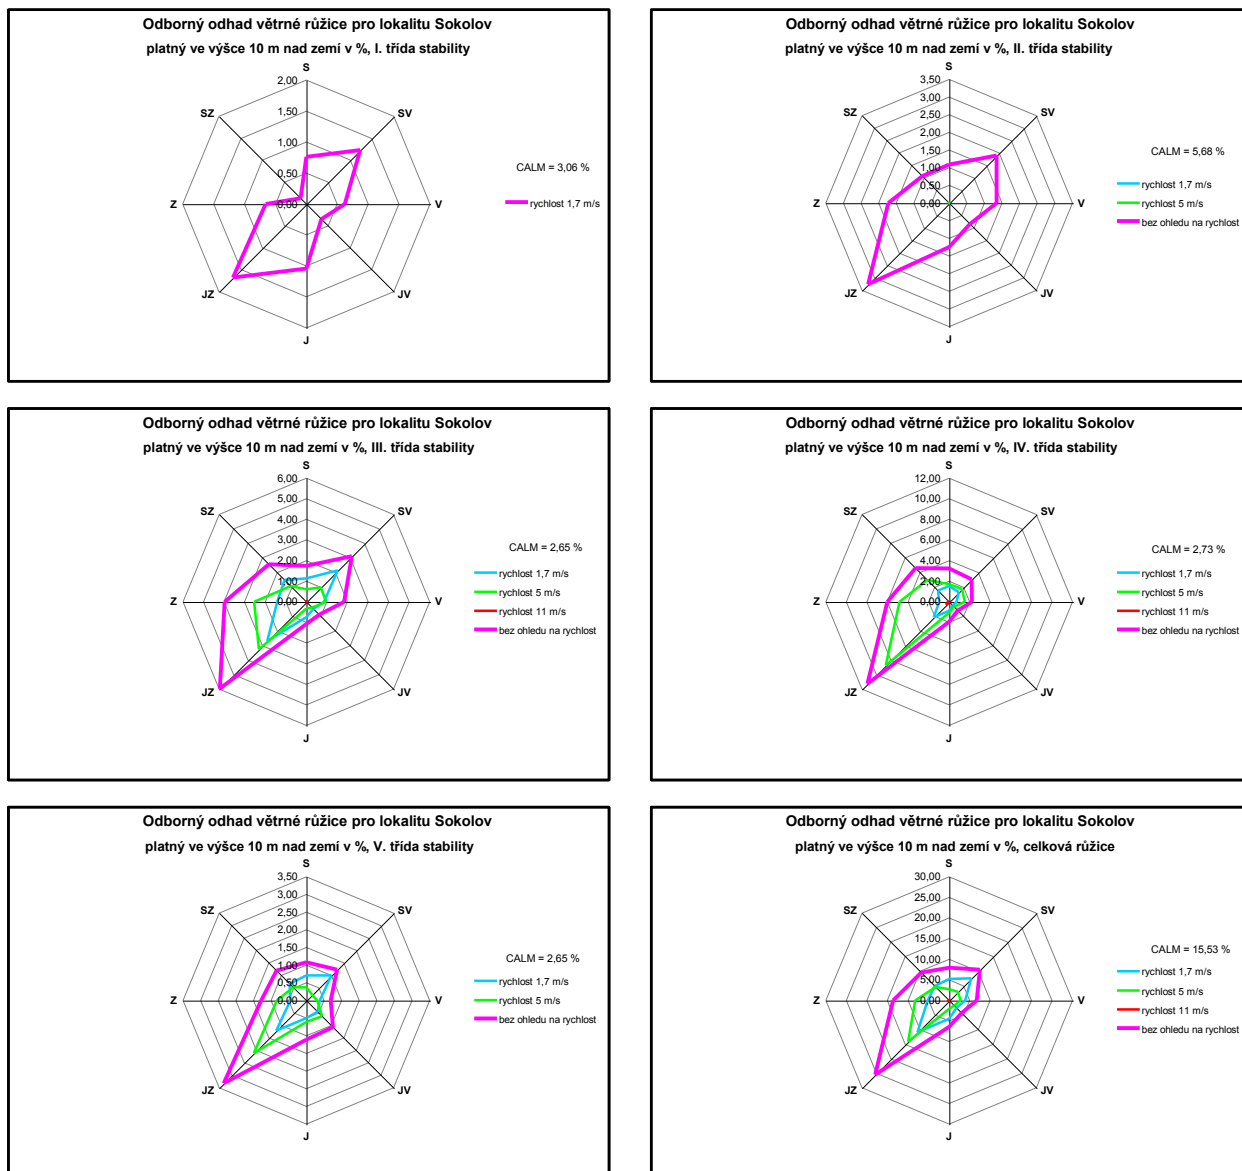 Odborný odhad větrné růžice pro lokalitu Sokolov
platný ve výšce 10 m nad zemí v %, I. třída stability
S
2,00
SZ
SV
1,50
1,00
CALM = 3,06 %
0,50
Z
0,00
V
rychlost 1,7 m/s
JZ
JV
J
Odborný odhad větrné růžice pro lokalitu Sokolov
platný ve výšce 10 m nad zemí v %, II. třída stability
S
3,50
3,00
SZ
SV
2,50
2,00
1,50
CALM = 5,68 %
1,00
0,50
rychlost 1,7 m/s
Z
0,00
V
rychlost 5 m/s
bez ohledu na rychlost
JZ
JV
J
Odborný odhad větrné růžice pro lokalitu Sokolov
platný ve výšce 10 m nad zemí v %, III. třída stability
S
6,00
5,00
SZ
SV
4,00
3,00
CALM = 2,65 %
2,00
1,00
rychlost 1,7 m/s
rychlost 5 m/s
Z
0,00
V
rychlost 11 m/s
bez ohledu na rychlost
JZ
JV
J
Odborný odhad větrné růžice pro lokalitu Sokolov
platný ve výšce 10 m nad zemí v %, IV. třída stability
S
12,00
10,00
SZ
SV
8,00
6,00
CALM = 2,73 %
4,00
2,00
rychlost 1,7 m/s
rychlost 5 m/s
Z
0,00
V
rychlost 11 m/s
bez ohledu na rychlost
JZ
JV
J
Odborný odhad větrné růžice pro lokalitu Sokolov
platný ve výšce 10 m nad zemí v %, V. třída stability
S
3,50
3,00
SZ
SV
2,50
2,00
1,50
CALM = 2,65 %
1,00
0,50
rychlost 1,7 m/s
Z
0,00
V
rychlost 5 m/s
bez ohledu na rychlost
JZ
JV
J
Odborný odhad větrné růžice pro lokalitu Sokolov
platný ve výšce 10 m nad zemí v %, celková růžice
S
30,00
25,00
SZ
SV
20,00
15,00
CALM = 15,53 %
10,00
5,00
rychlost 1,7 m/s
rychlost 5 m/s
Z
0,00
V
rychlost 11 m/s
bez ohledu na rychlost
JZ
JV
J